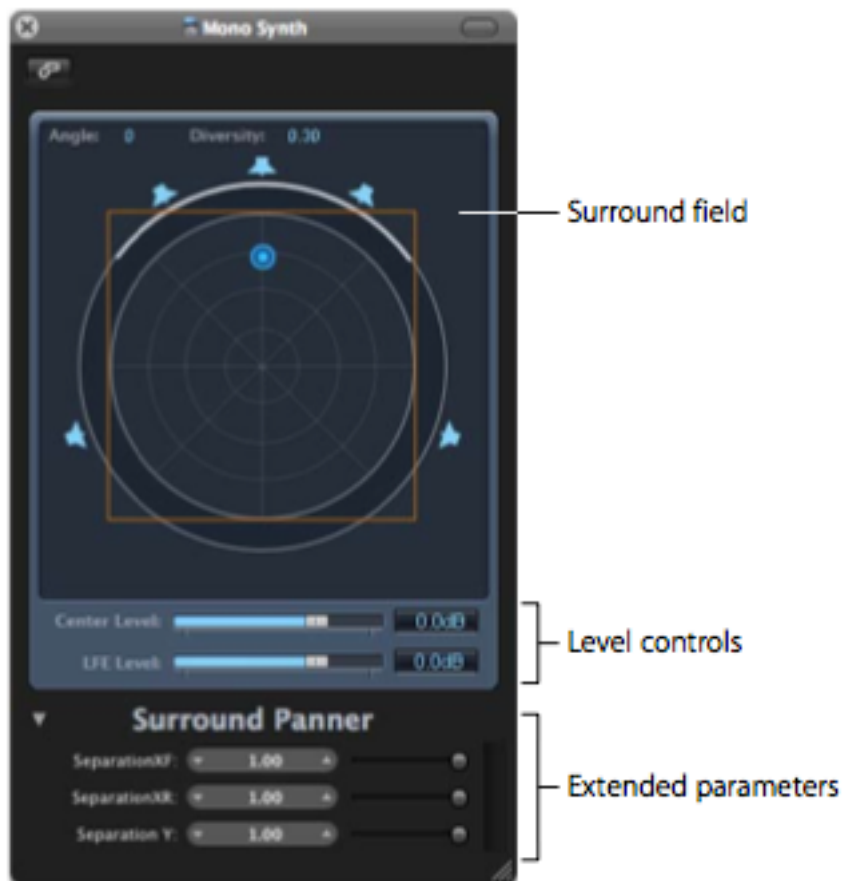 Mono Synth
Angle: 0 Diversity: 0.30
Surround field
Center Level: 0.0dB
LFE Level: 0.0dB
Level controls
Surround Panner
SeparationXF: 1.00
SeparationXR: 1.00
Separation Y: 1.00
Extended parameters